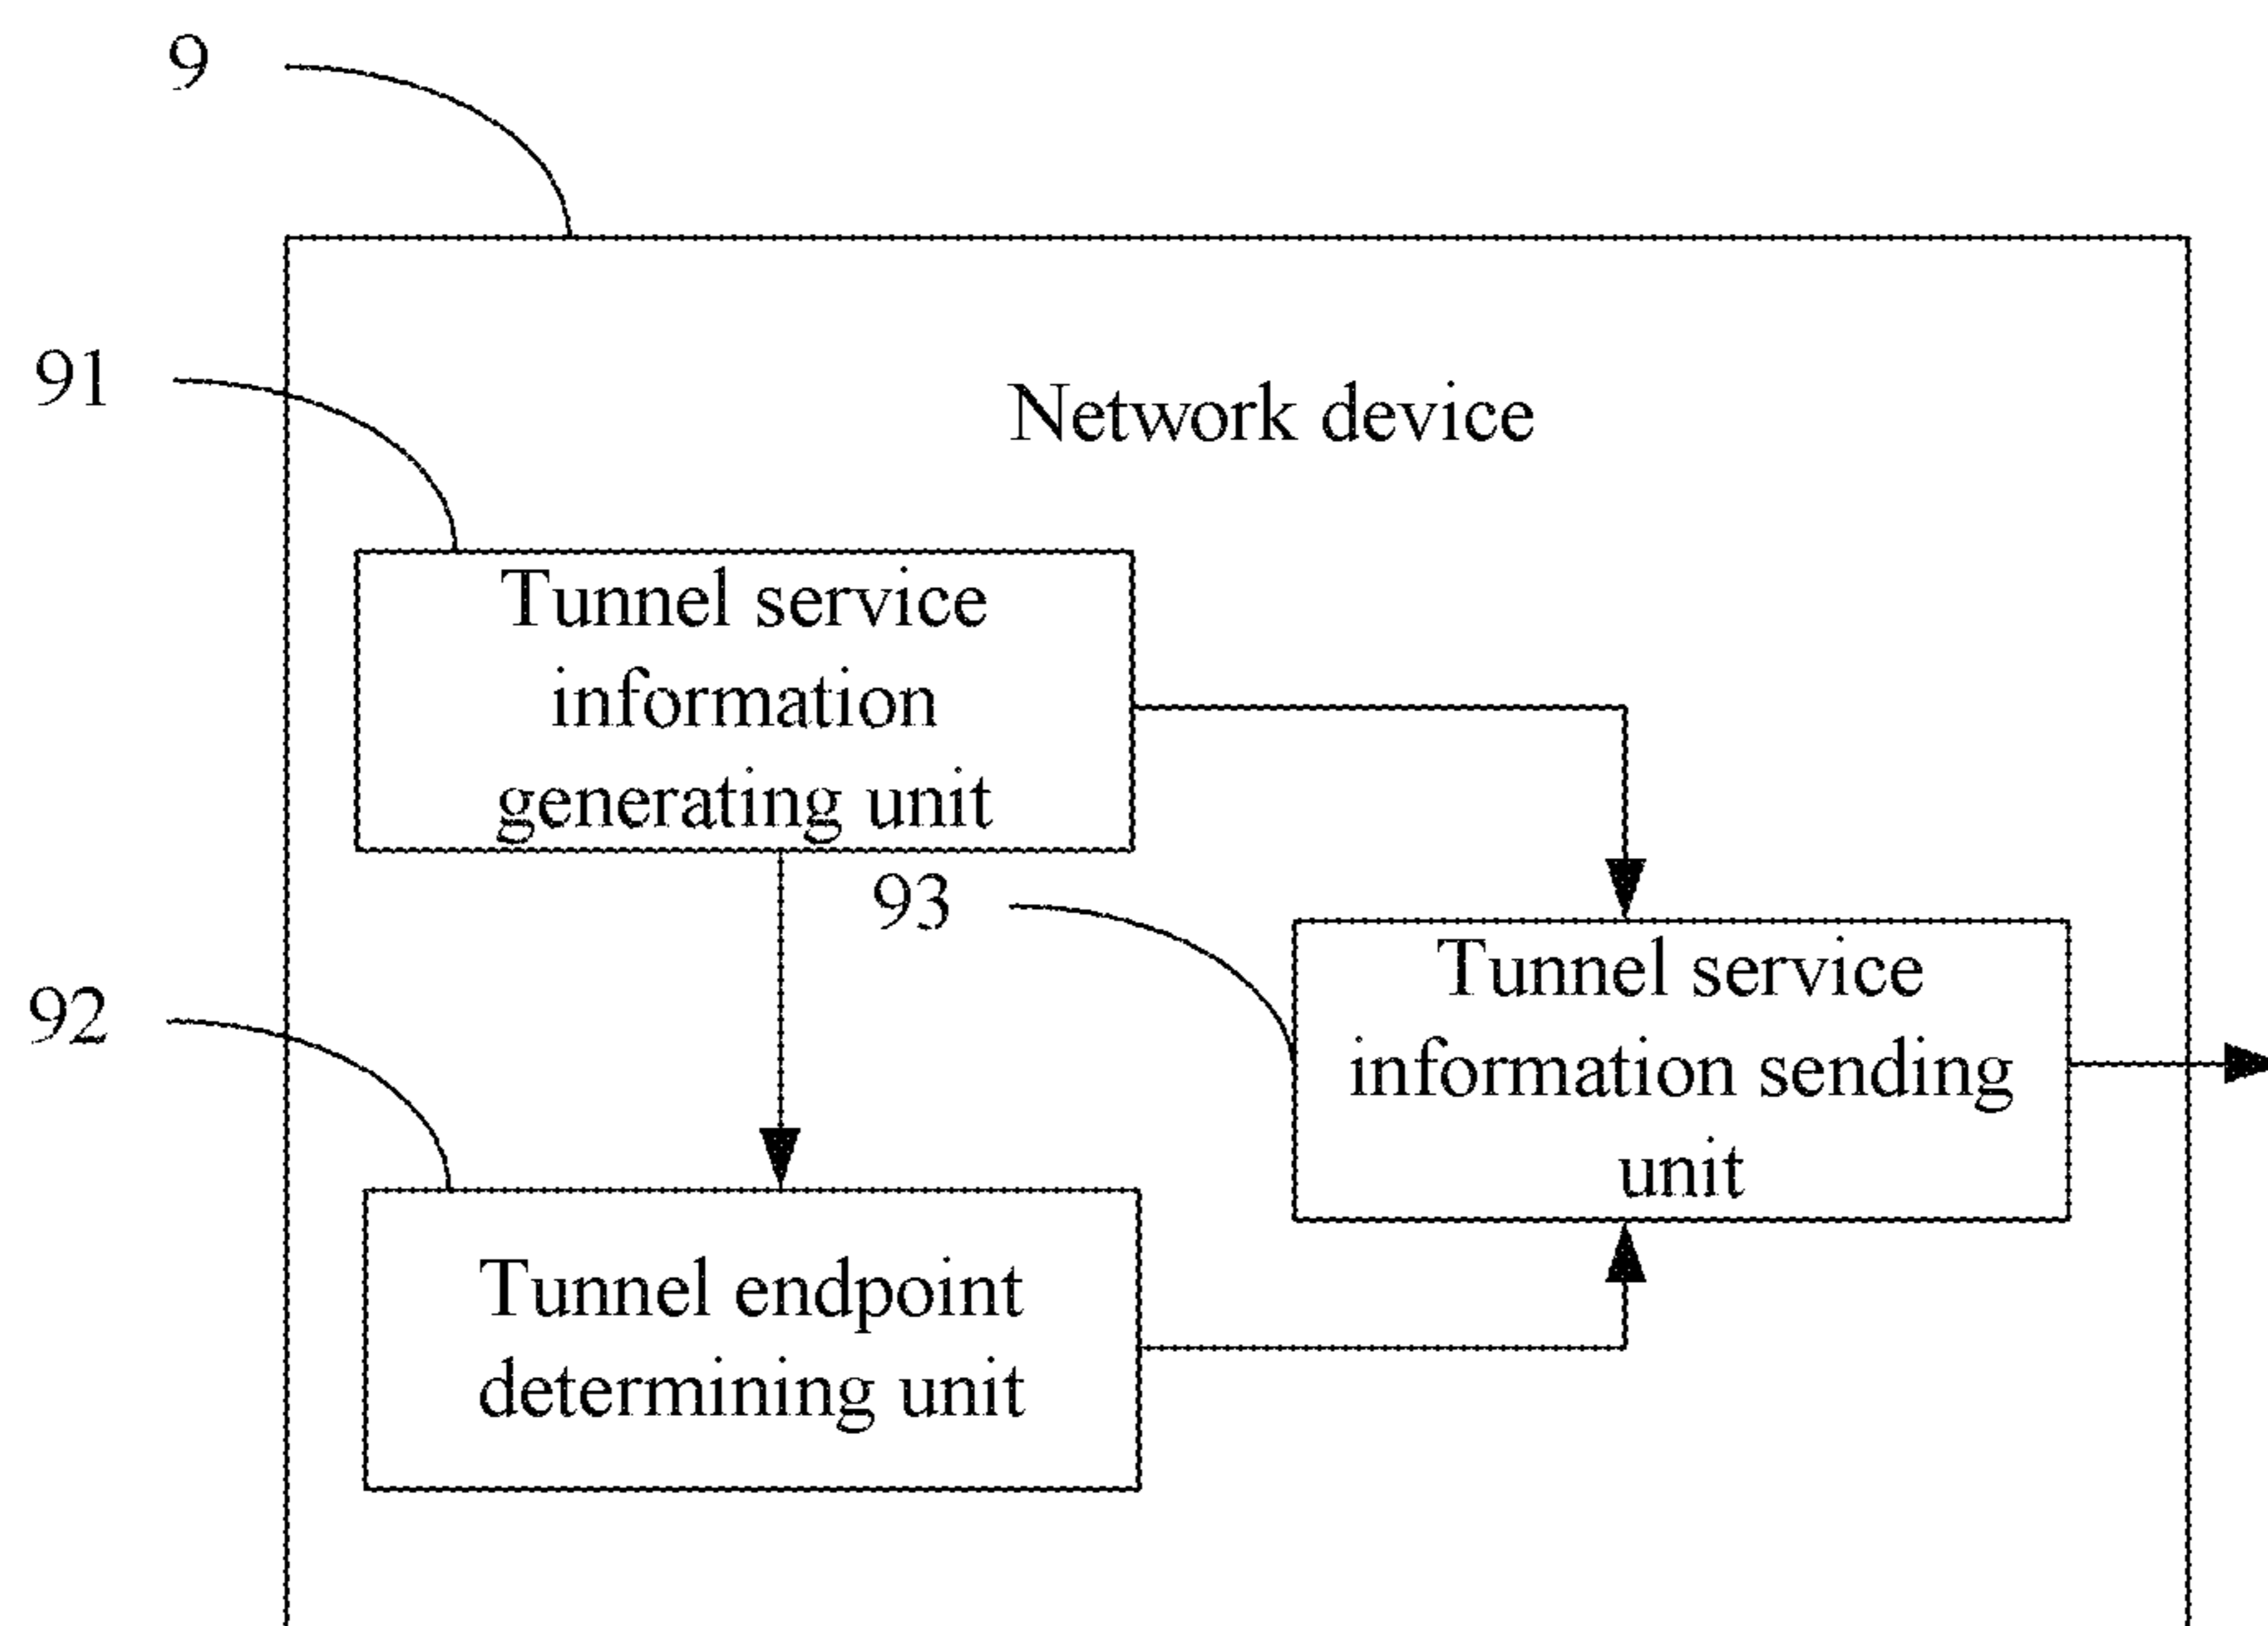 9
91
Network device
Tunnel service
information
generating unit
93
Tunnel service
information sending
unit
92
Tunnel endpoint
determining unit